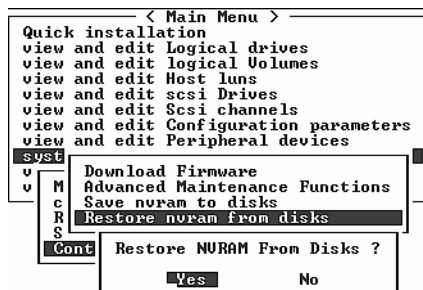 < Main Menu >
Quick installation
view and edit Logical drives
view and edit logical Volumes
view and edit Host luns
view and edit scsi Drives
view and edit Scsi channels
view and edit Configuration parameters
view and edit Peripheral devices
syst
v
v
Download Firmware
M
Advanced Maintenance Functions
c
Save nvram to disks
R
Restore nvram from disks
S
Cont
Restore NVRAM From Disks ?
Yes No